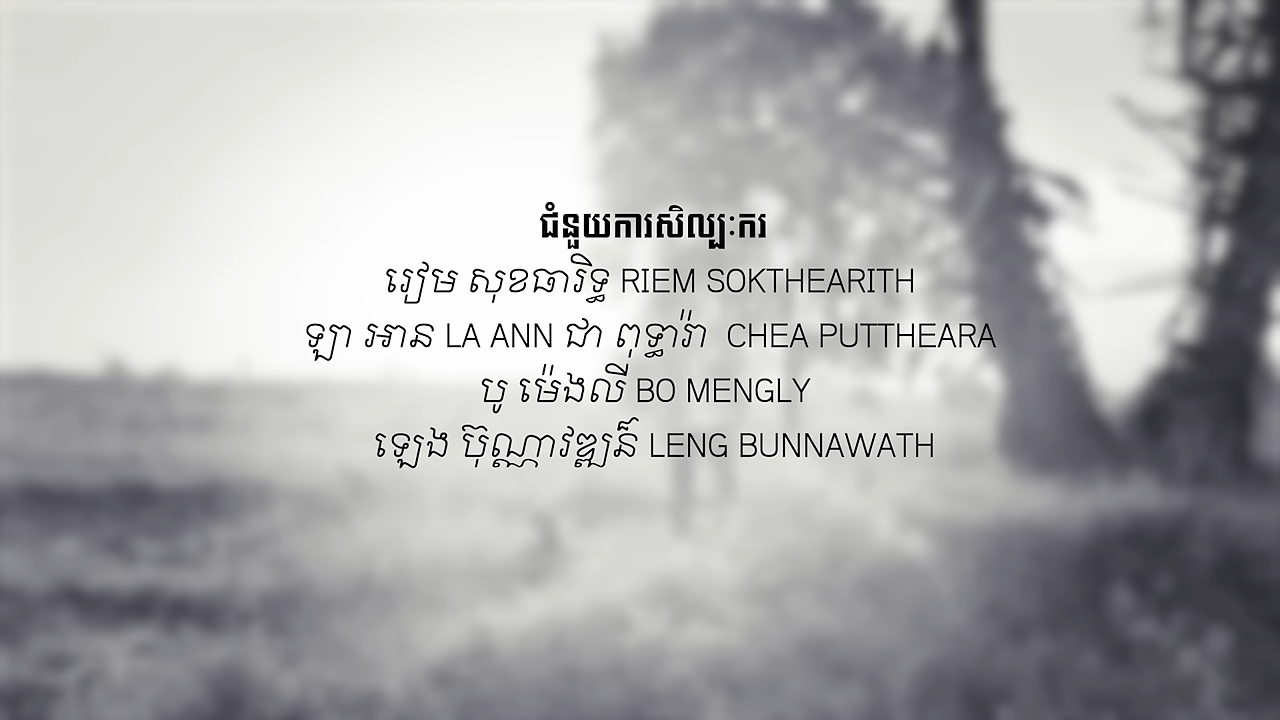 ជំនួយការសិល្បៈករ
រៀម សុខធារិទ្ធ RIEM SOKTHEARITH
ឡា អាន LA ANN ជា ពុទ្ធារ៉ា CHEA PUTTHEARA
បូ ម៉េងលី BO MENGLY
ឡេង ប៊ុណ្ណាវឌ្ឍន៏ LENG BUNNAWATH